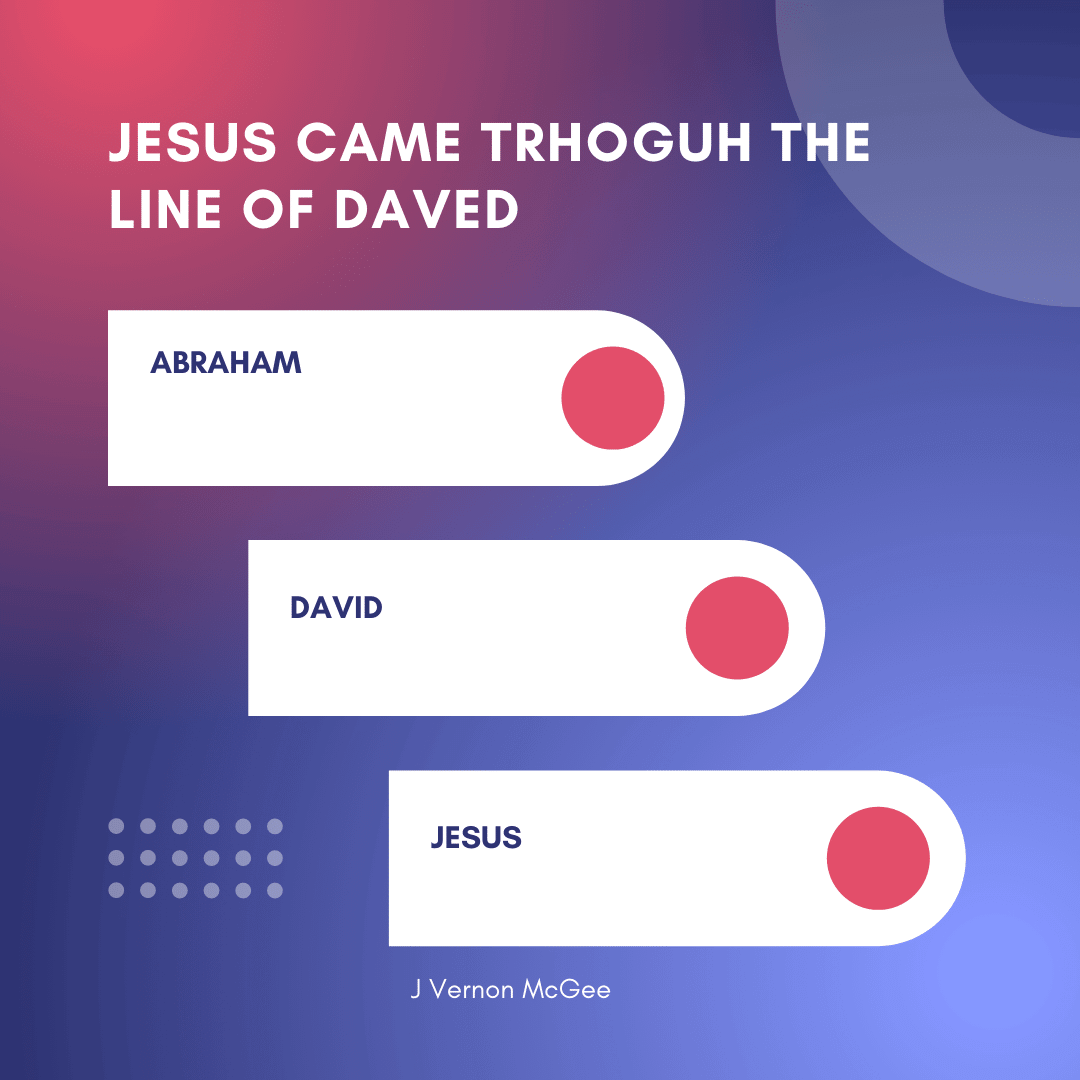 JESUS CAME TRHOGUH THE
LINE OF DAVED
ABRAHAM
DAVID
JESUS
J Vernon McGee